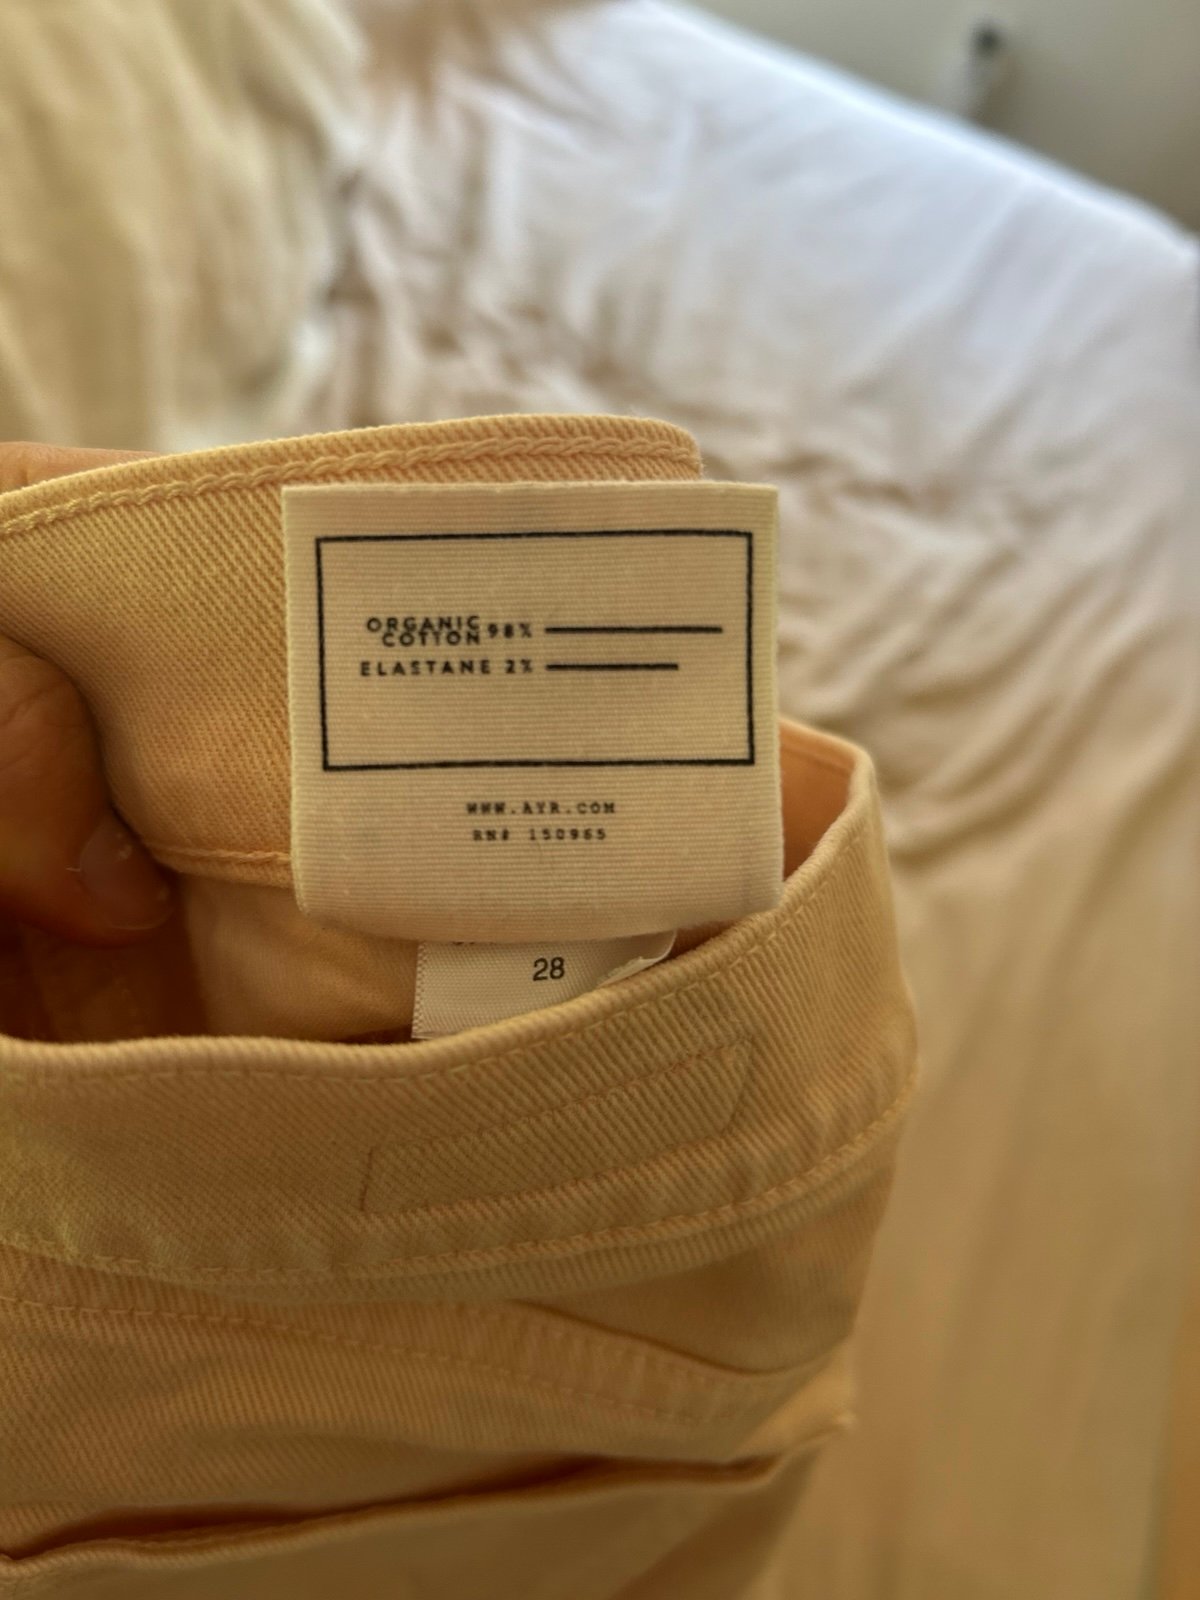 ORGANIC
COTTON 98%
ELASTANE 2%
WWW.AYR.COM
RN# 150965
28